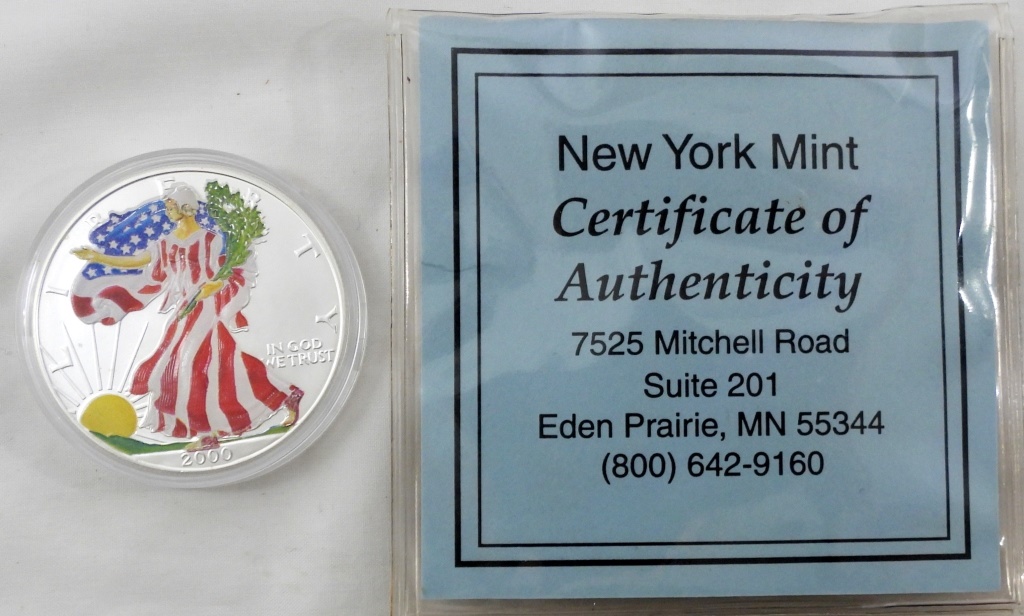 LIBERTY
IN GOD
WE TRUST
2000
New York Mint
Certificate of
Authenticity
7525 Mitchell Road
Suite 201
Eden Prairie, MN 55344
(800) 642-9160